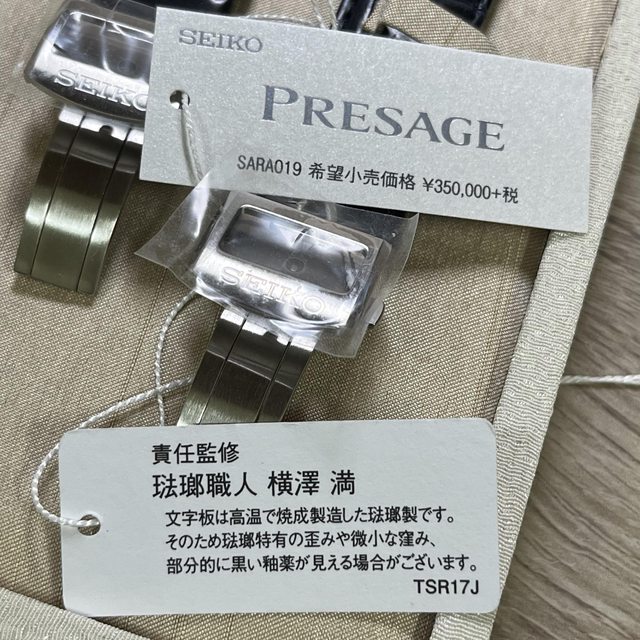 SEIKO
PRESAGE
SARA019 希望小売価格 ¥350,000+税
SEIKO
SEIKO
責任監修
琺瑯職人 横澤 満
文字板は高温で焼成製造した琺瑯製です。
そのため琺瑯特有の歪みや微小な窪み、
部分的に黒い釉薬が見える場合がございます。
TSR17J